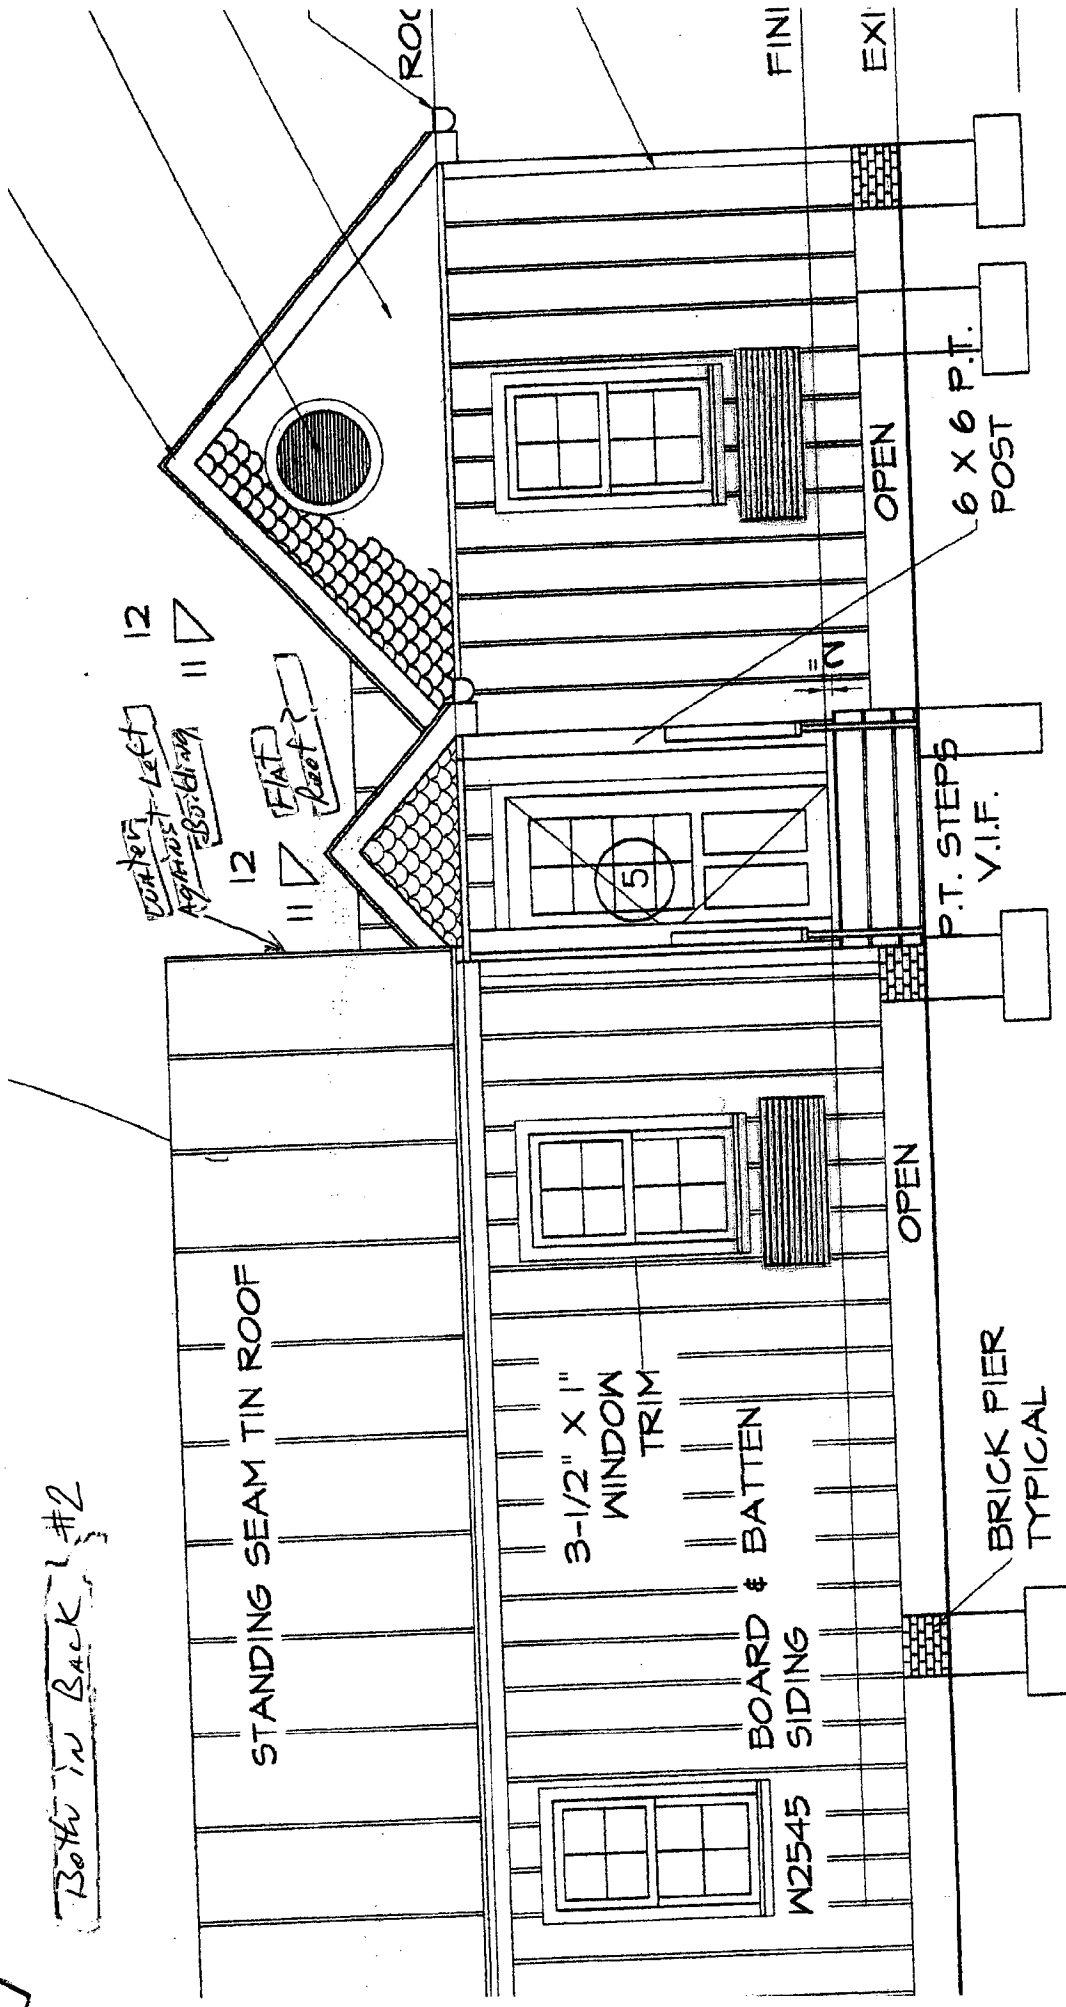 Both in Back #2
STANDING SEAM TIN ROOF
3-1/2" X 1"
WINDOW
TRIM
BOARD & BATTEN
SIDING
W2545
BRICK PIER
TYPICAL
OPEN
Against
Building
12
11
Flat
Roof?
12
11
5
2"
P.T. STEPS
V.I.F.
6 X 6 P.T.
POST
OPEN
ROO
FINI
EXI